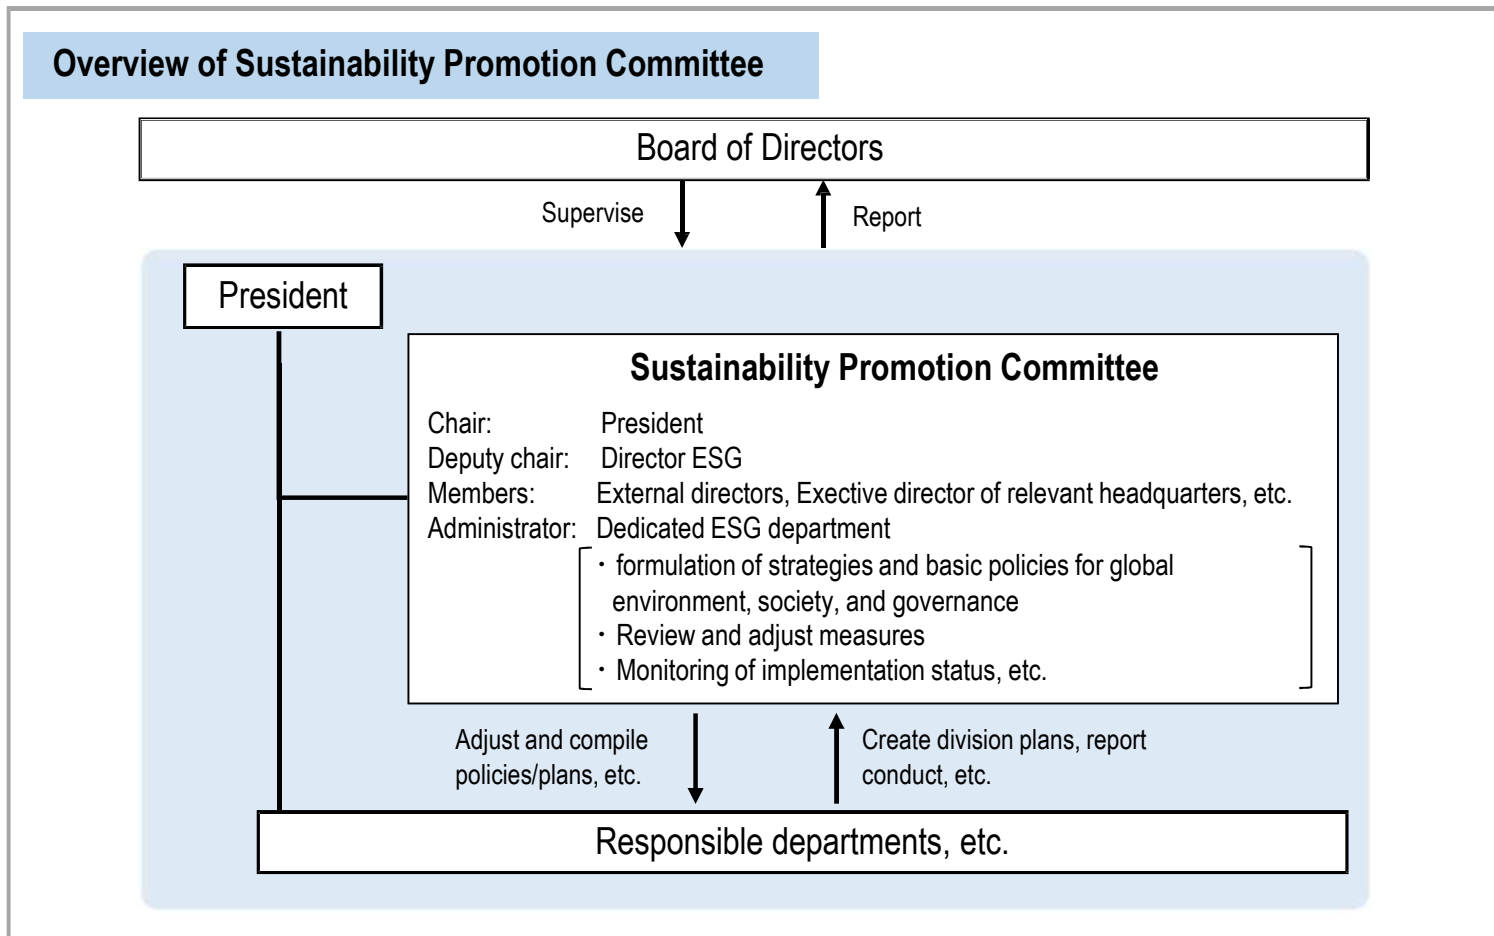 Overview of Sustainability Promotion Committee
Board of Directors
Supervise
Report
President
Sustainability Promotion Committee
Chair: President
Deputy chair: Director ESG
Members: External directors, Exective director of relevant headquarters, etc.
Administrator: Dedicated ESG department
・formulation of strategies and basic policies for global
environment, society, and governance
・Review and adjust measures
・Monitoring of implementation status, etc.
Adjust and compile
policies/plans, etc.
Create division plans, report
conduct, etc.
Responsible departments, etc.